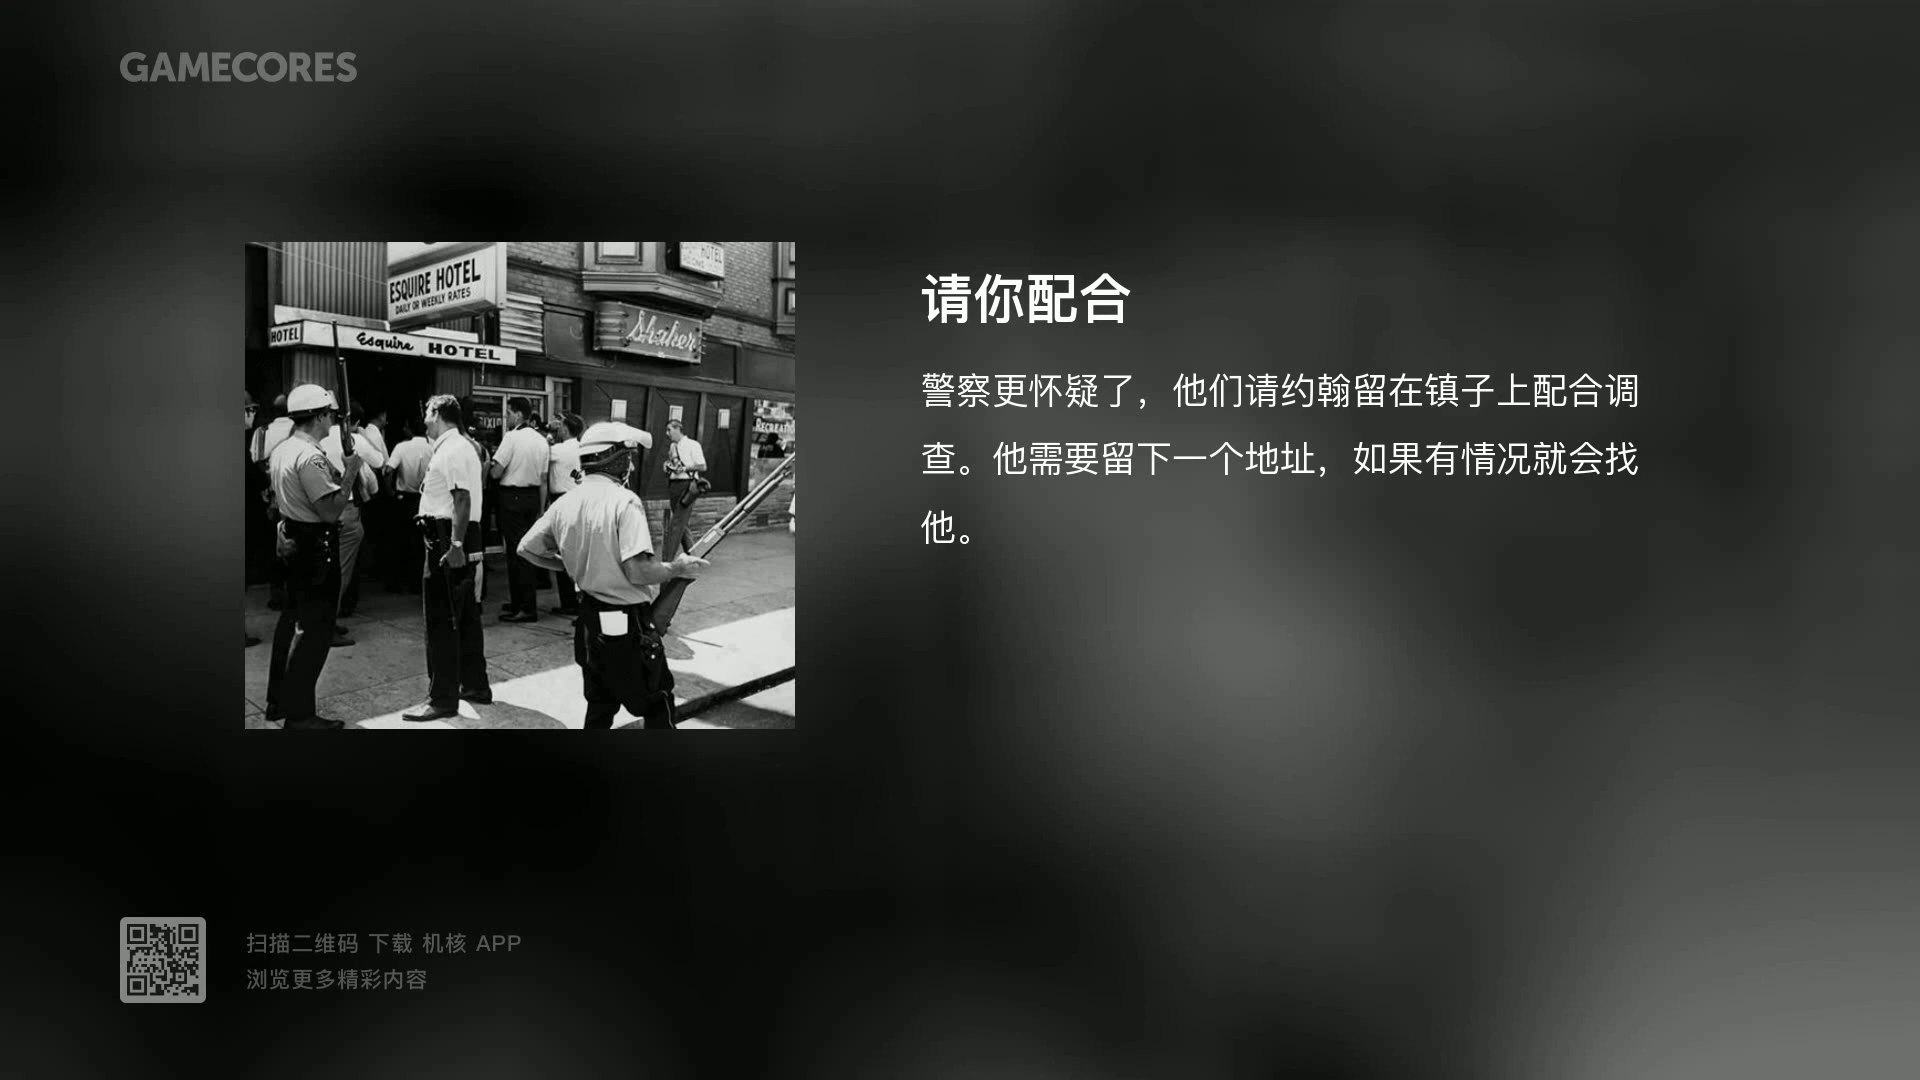 GAMECORES
ESQUIRE HOTEL
DAILY OR WEEKLY RATES
HOTEL
HOTEL
Esquire HOTEL
Shaker
RECREATION
请你配合
警察更怀疑了，他们请约翰留在镇子上配合调
查。他需要留下一个地址，如果有情况就会找
他。
扫描二维码 下载 机核 APP
浏览更多精彩内容